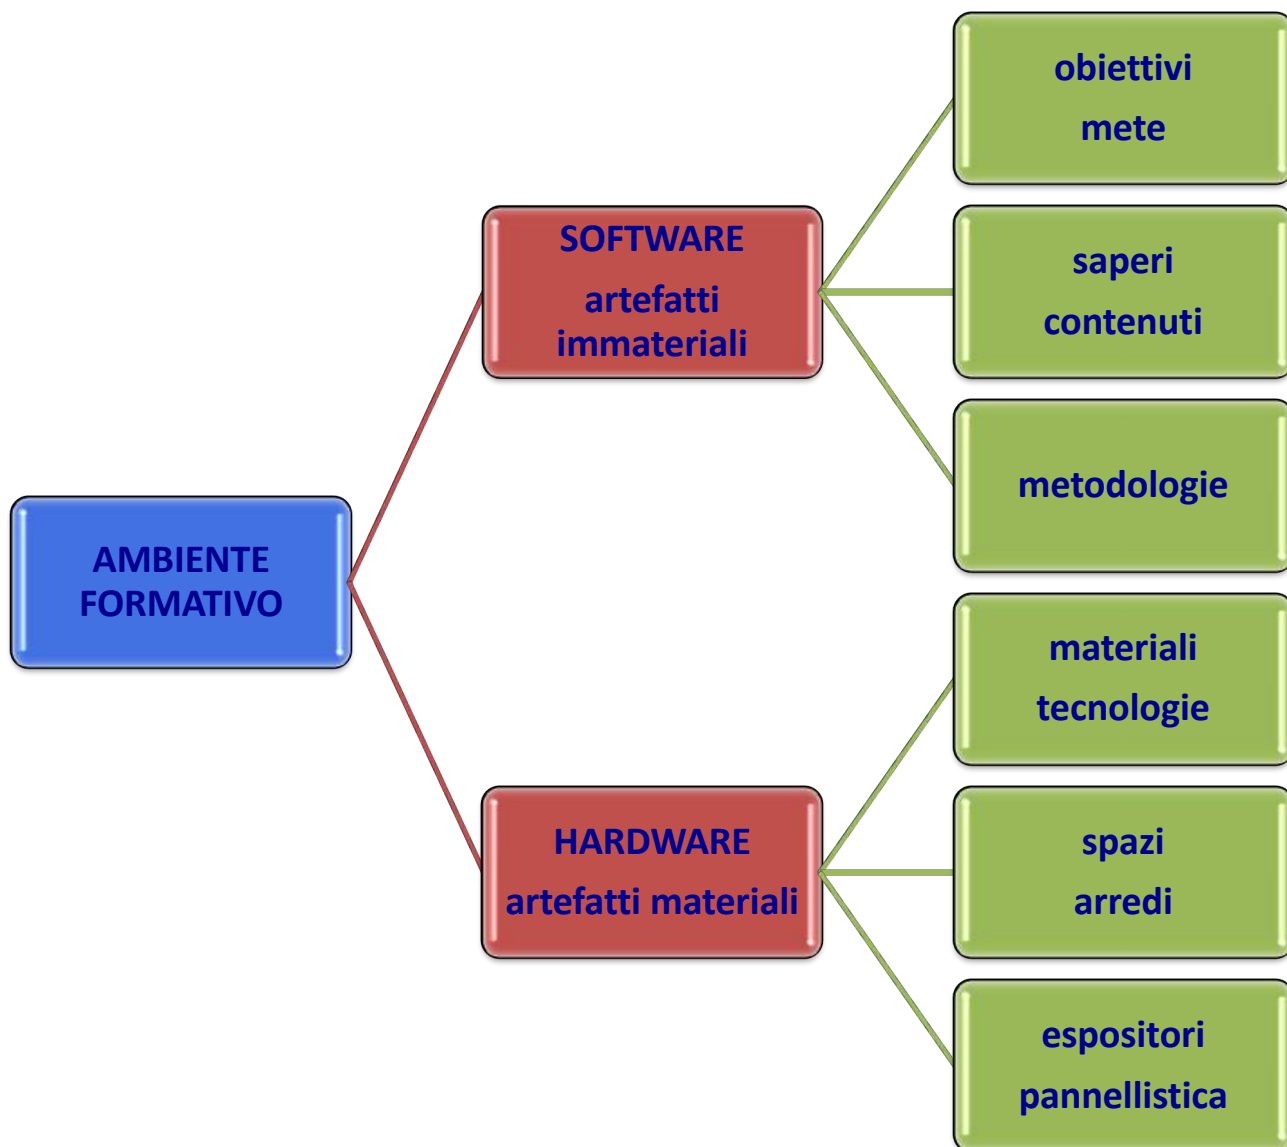 AMBIENTE
FORMATIVO
SOFTWARE
artefatti
immateriali
obiettivi
mete
saperi
contenuti
metodologie
HARDWARE
artefatti materiali
materiali
tecnologie
spazi
arredi
espositori
pannellistica